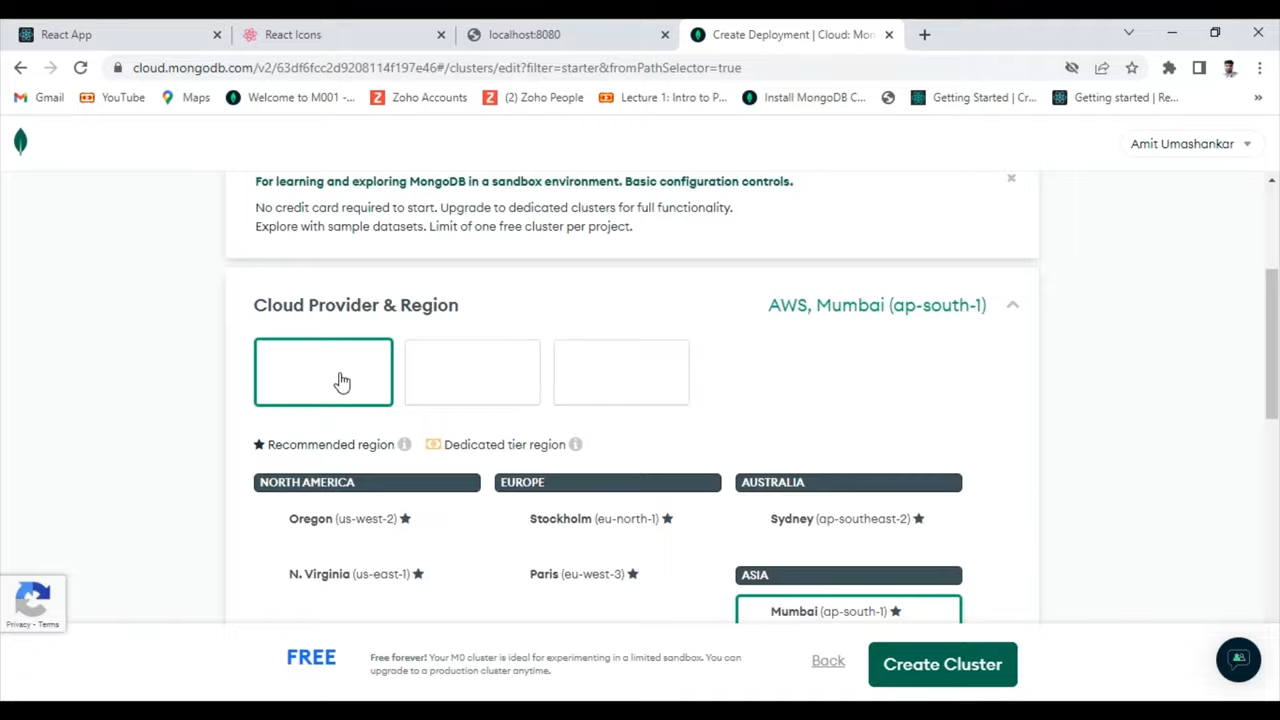 React App
React Icons
localhost:8080
Create Deployment | Cloud: Mon
cloud.mongodb.com/v2/63df6fcc2d9208114f197e46#/clusters/edit?filter=starter&fromPathSelector=true
Gmail
YouTube
Maps
Welcome to M001 -...
Zoho Accounts
(2) Zoho People
Lecture 1: Intro to P...
Install MongoDB C...
Getting Started | Cr...
Getting started | Re...
Amit Umashankar
For learning and exploring MongoDB in a sandbox environment. Basic configuration controls.
No credit card required to start. Upgrade to dedicated clusters for full functionality.
Explore with sample datasets. Limit of one free cluster per project.
Cloud Provider & Region
AWS, Mumbai (ap-south-1)
Recommended region
Dedicated tier region
NORTH AMERICA
EUROPE
AUSTRALIA
Oregon (us-west-2)
Stockholm (eu-north-1)
Sydney (ap-southeast-2)
N. Virginia (us-east-1)
Paris (eu-west-3)
ASIA
Mumbai (ap-south-1)
Privacy - Terms
FREE
Free forever! Your M0 cluster is ideal for experimenting in a limited sandbox. You can
upgrade to a production cluster anytime.
Back
Create Cluster